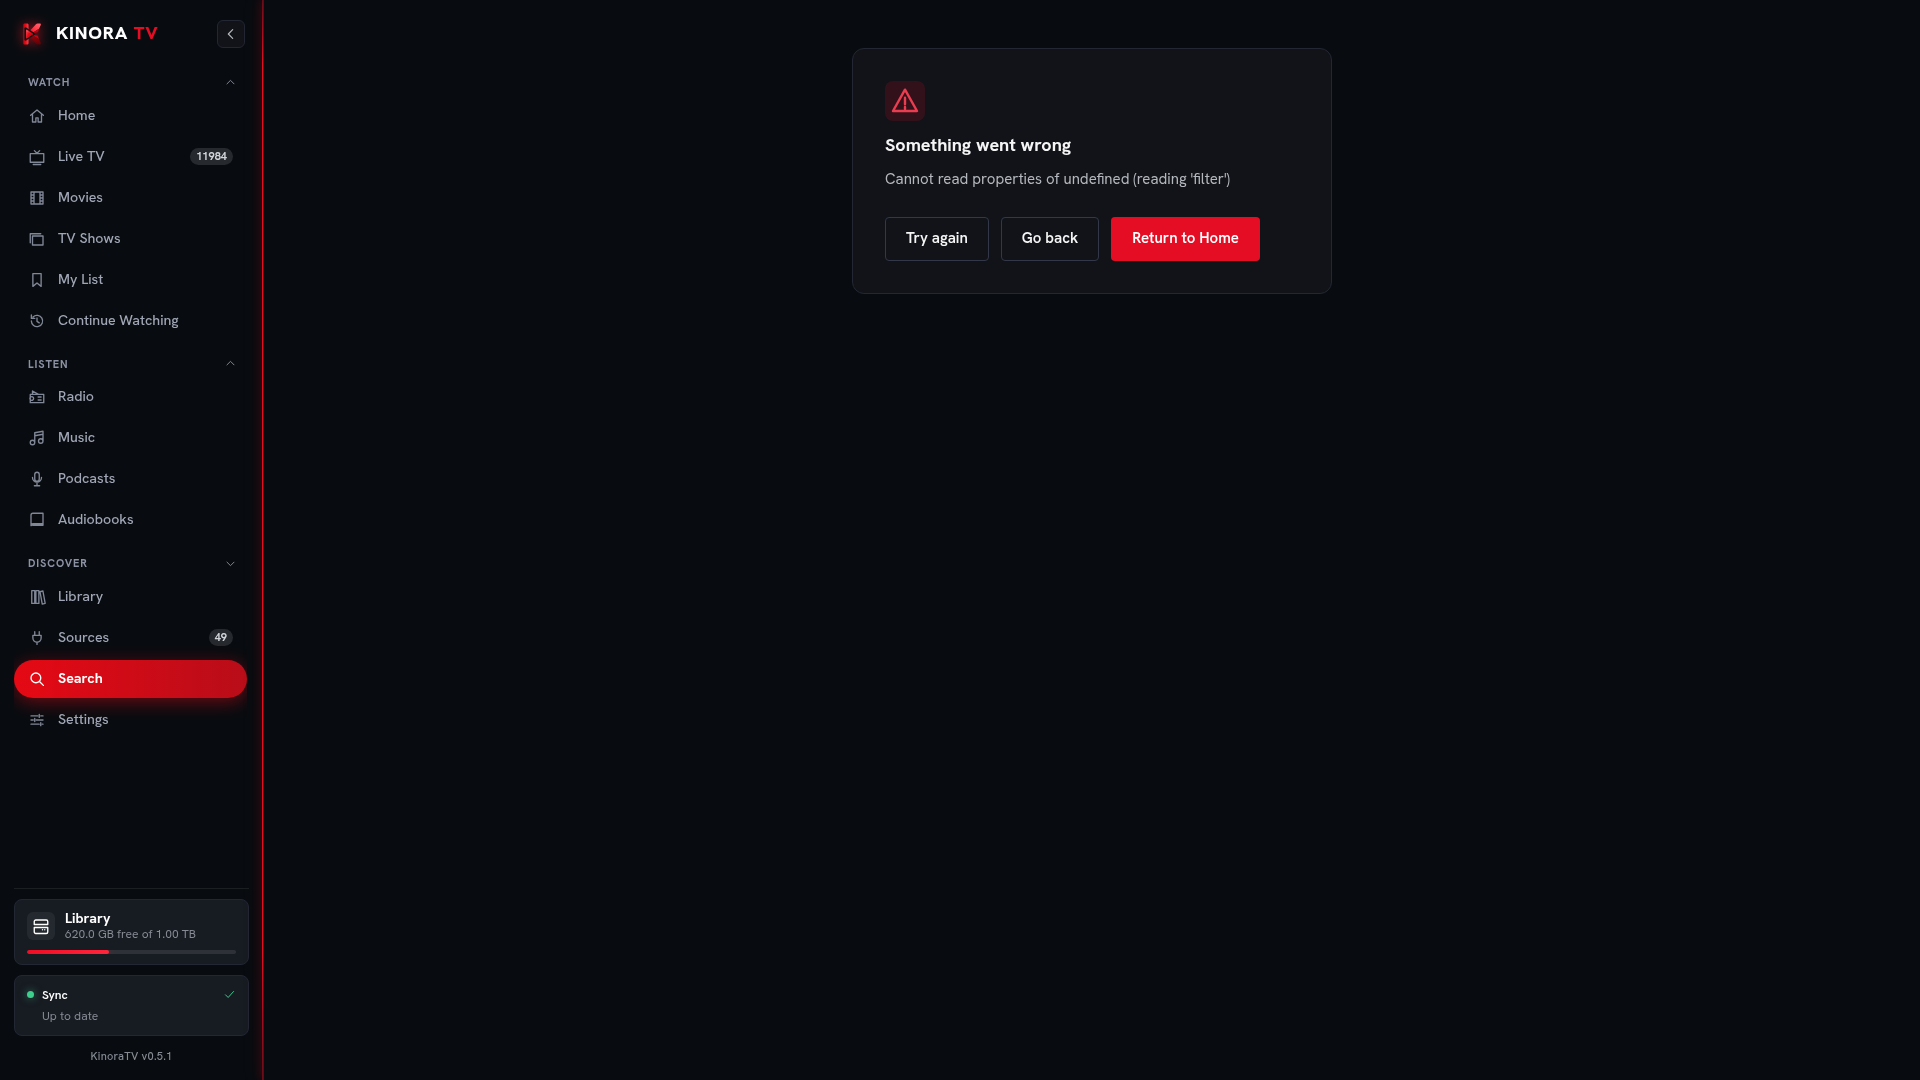 KINORA TV
WATCH
Home
Live TV 11984
Movies
TV Shows
My List
Continue Watching
LISTEN
Radio
Music
Podcasts
Audiobooks
DISCOVER
Library
Sources 49
Search
Settings
Library
620.0 GB free of 1.00 TB
Sync
Up to date
KinoraTV v0.5.1
Something went wrong
Cannot read properties of undefined (reading 'filter')
Try again Go back Return to Home